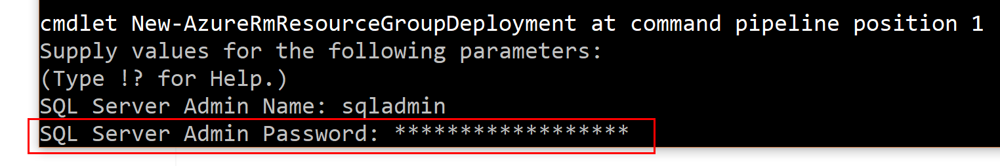 cmdlet New-AzureRmResourceGroupDeployment at command pipeline position 1
Supply values for the following parameters:
(Type !? for Help.)
SQL Server Admin Name: sqladmin
SQL Server Admin Password: ******************